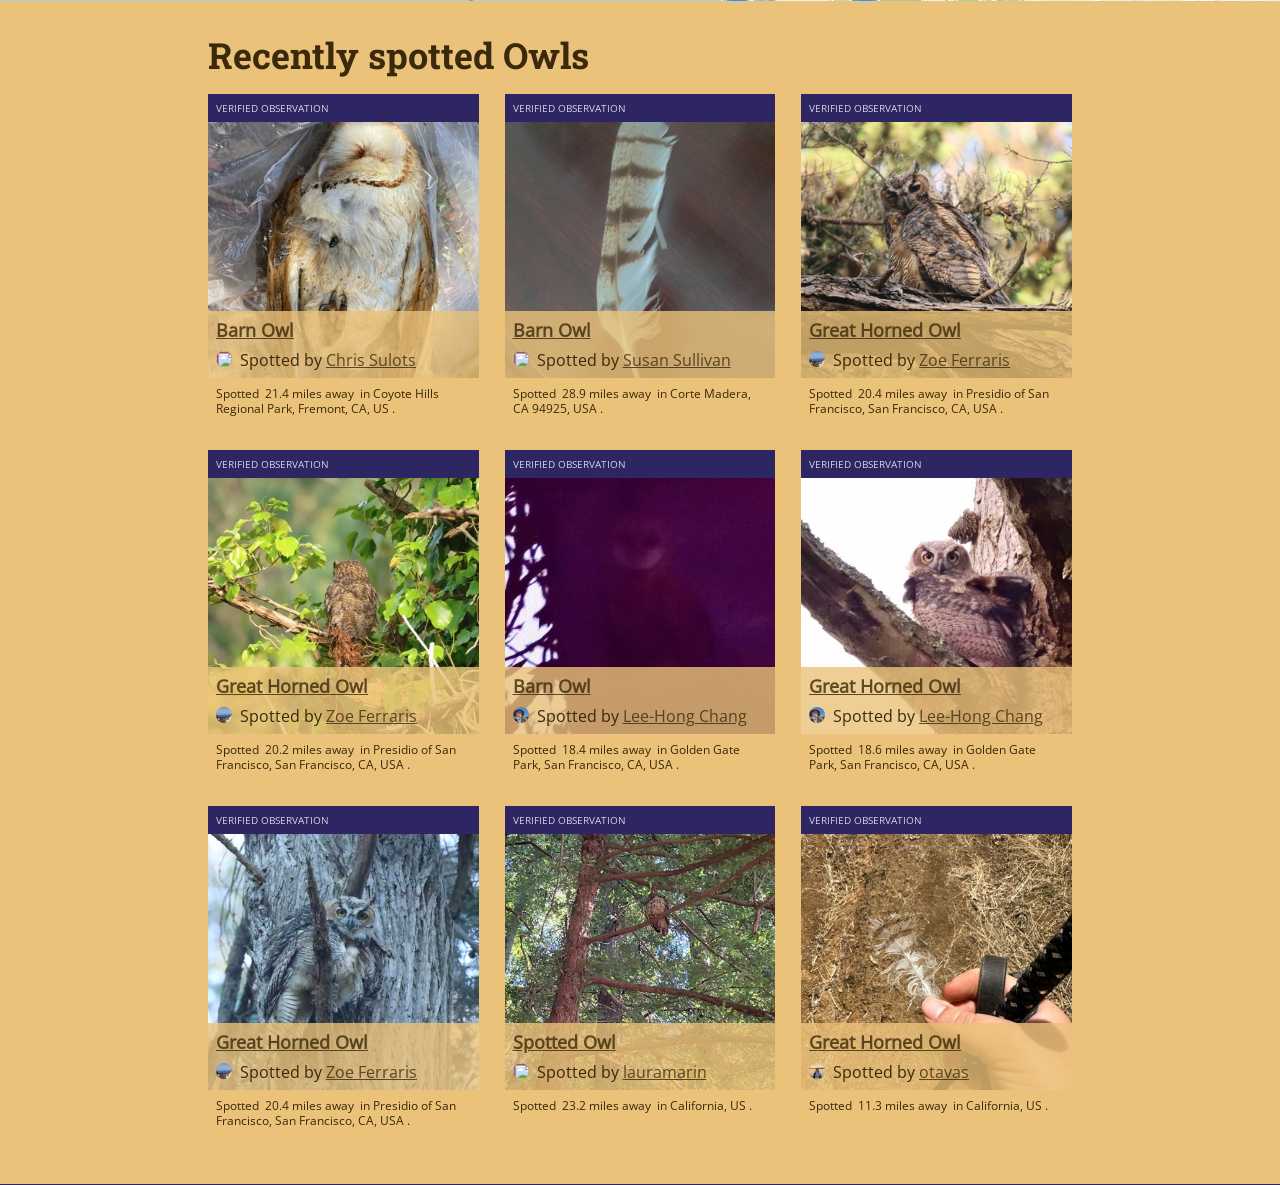 Recently spotted Owls
VERIFIED OBSERVATION
Barn Owl
Spotted by Chris Sulots
Spotted 21.4 miles away in Coyote Hills
Regional Park, Fremont, CA, US .
VERIFIED OBSERVATION
Barn Owl
Spotted by Susan Sullivan
Spotted 28.9 miles away in Corte Madera,
CA 94925, USA .
VERIFIED OBSERVATION
Great Horned Owl
Spotted by Zoe Ferraris
Spotted 20.4 miles away in Presidio of San
Francisco, San Francisco, CA, USA .
VERIFIED OBSERVATION
Great Horned Owl
Spotted by Zoe Ferraris
Spotted 20.2 miles away in Presidio of San
Francisco, San Francisco, CA, USA .
VERIFIED OBSERVATION
Barn Owl
Spotted by Lee-Hong Chang
Spotted 18.4 miles away in Golden Gate
Park, San Francisco, CA, USA .
VERIFIED OBSERVATION
Great Horned Owl
Spotted by Lee-Hong Chang
Spotted 18.6 miles away in Golden Gate
Park, San Francisco, CA, USA .
VERIFIED OBSERVATION
Great Horned Owl
Spotted by Zoe Ferraris
Spotted 20.4 miles away in Presidio of San
Francisco, San Francisco, CA, USA .
VERIFIED OBSERVATION
Spotted Owl
Spotted by lauramarin
Spotted 23.2 miles away in California, US .
VERIFIED OBSERVATION
Great Horned Owl
Spotted by otavas
Spotted 11.3 miles away in California, US .